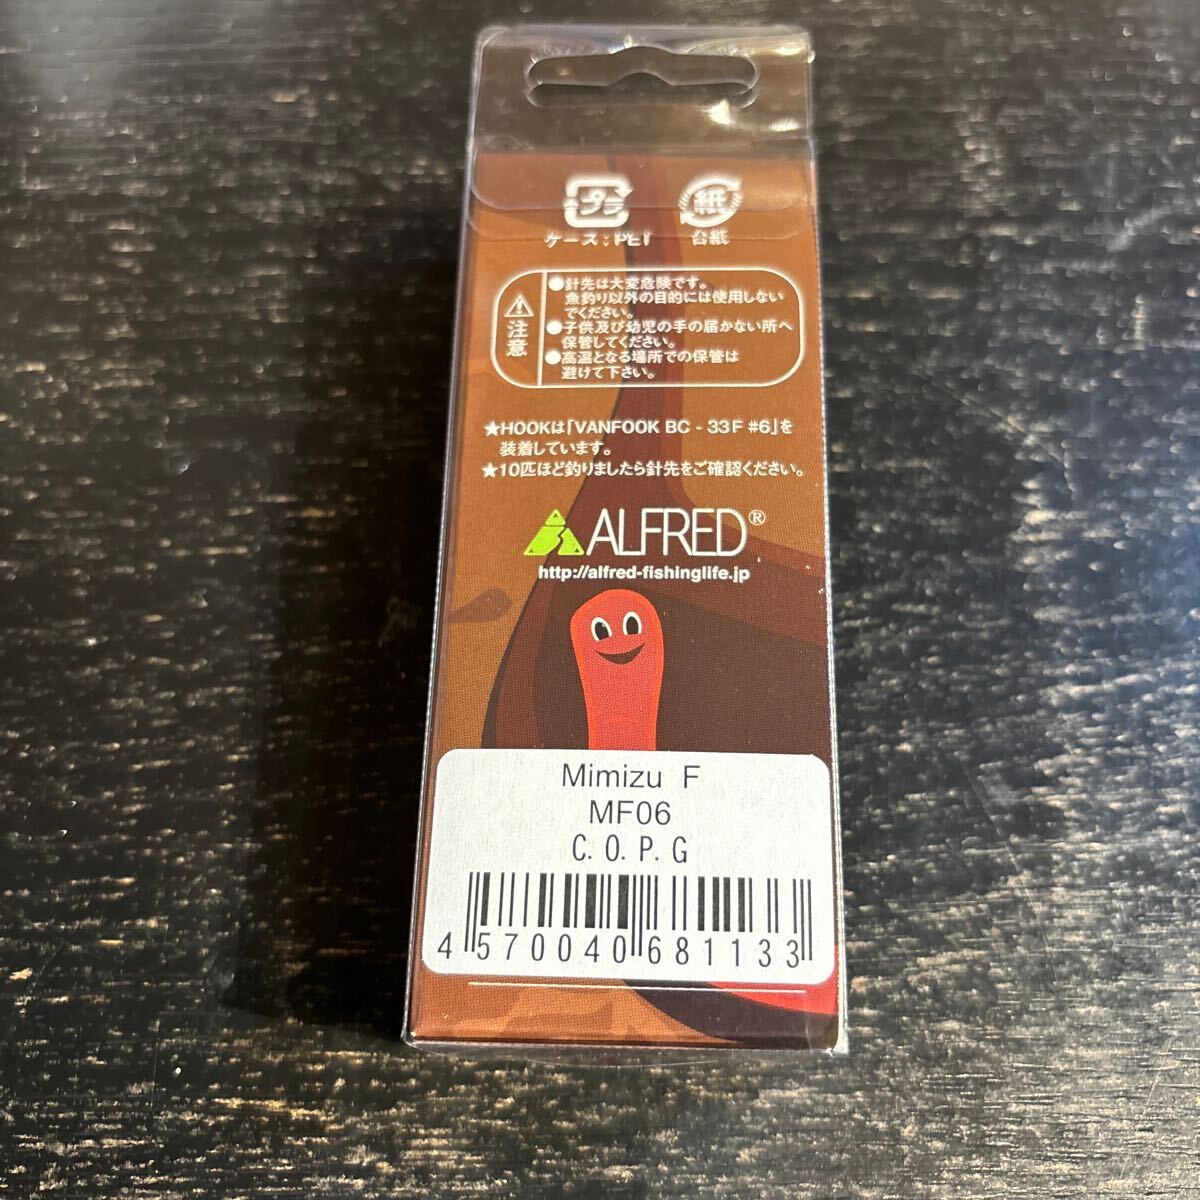 プラ
紙
ケース:PET
台紙
注意
●針先は大変危険です。
魚釣り以外の目的には使用しない
でください。
●子供及び幼児の手の届かない所へ
保管してください。
●高温となる場所での保管は
避けて下さい。
★HOOKは「VANFOOK BC - 33F #6」を
装着しています。
★10匹ほど釣りましたら針先をご確認ください。
ALFRED®
http://alfred-fishinglife.jp
Mimizu F
MF06
C. O. P. G
4 570040 681133